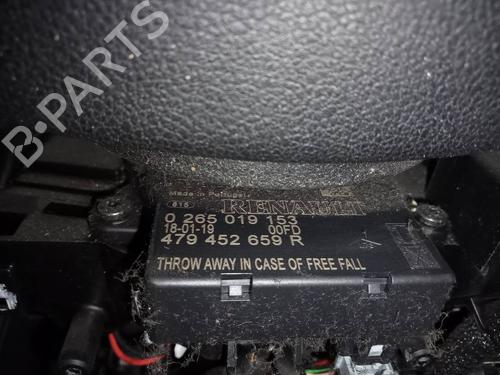 B-PARTS
Made in Portugal
615
RENAULT
0 265 019 153
18-01-19 00FD
479 452 659 R
THROW AWAY IN CASE OF FREE FALL